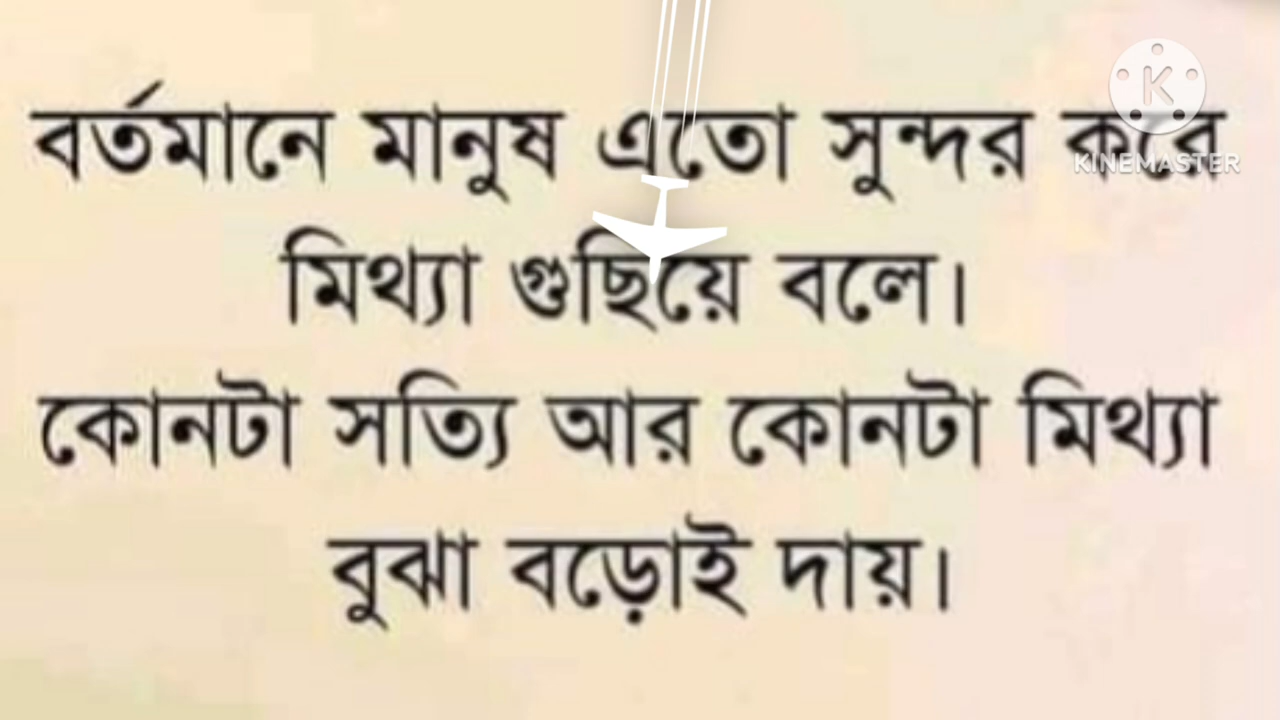 বর্তমানে মানুষ এতো সুন্দর করে
KINEMASTER
মিথ্যা গুছিয়ে বলে।
কোনটা সত্যি আর কোনটা মিথ্যা
বুঝা বড়োই দায়।